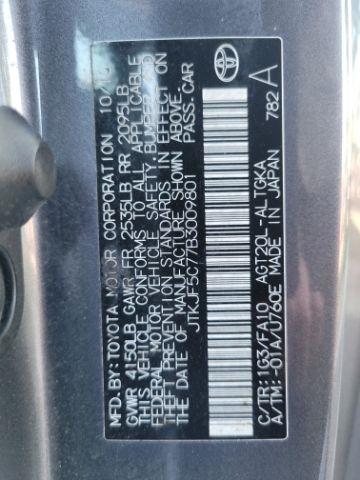 MFD.BY:TOYOTA MOTOR CORPORATION 10/
GVWR 4150LB GAWR FR 2535LB RR 2095LB
THIS VEHICLE CONFORMS TO ALL APPLICABLE
FEDERAL MOTOR VEHICLE SAFETY, BUMPER, AND
THEFT PREVENTION STANDARDS IN EFFECT ON
THE DATE OF MANUFACTURE SHOWN ABOVE.
JTKJF5C77B3009801 PASS.CAR
C/TR:1G3/FA10 AGT20L-ALTGKA
A/TM:-01A/U760E MADE IN JAPAN
782 A
TOYOTA